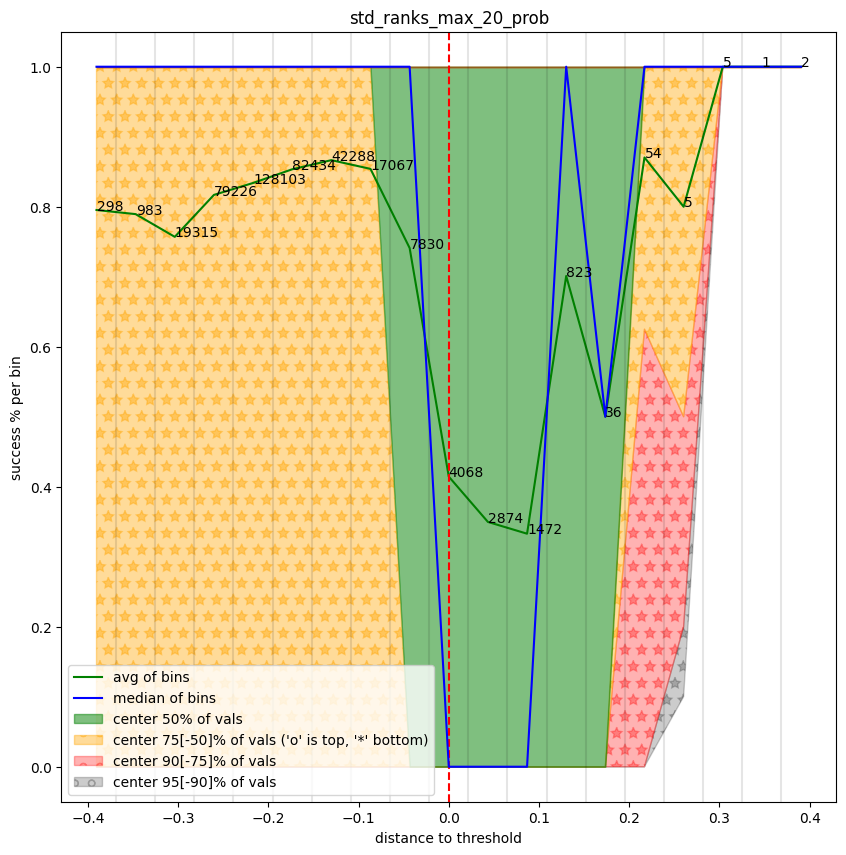 std_ranks_max_20_prob
success % per bin
1.0
0.8
0.6
0.4
0.2
0.0
298
983
19315
79226
128103
82434
42288
17067
7830
4068
2874
1472
823
36
54
5
5
1
2
avg of bins
median of bins
center 50% of vals
center 75[-50]% of vals ('o' is top, '*' bottom)
center 90[-75]% of vals
center 95[-90]% of vals
−0.4 −0.3 −0.2 −0.1 0.0 0.1 0.2 0.3 0.4
distance to threshold